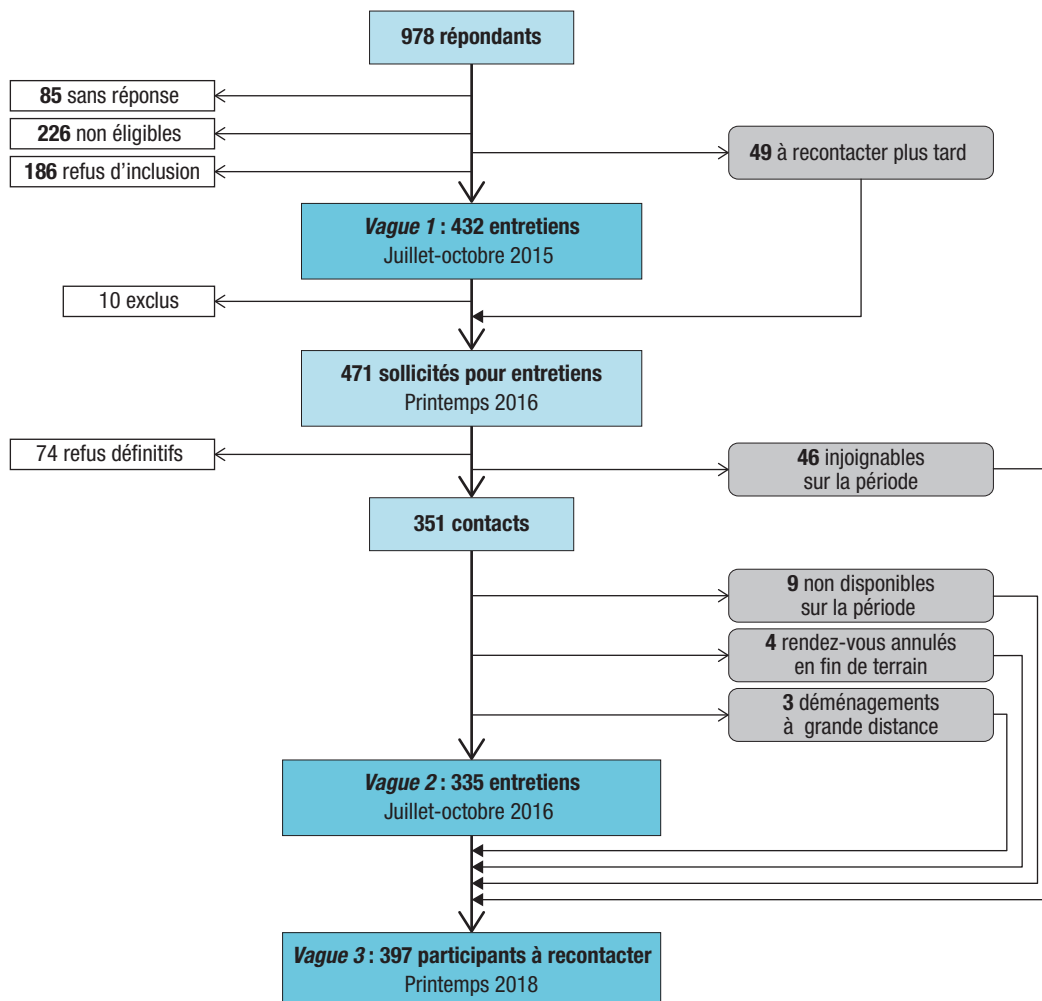 978 répondants
85 sans réponse
226 non éligibles
186 refus d'inclusion
49 à recontacter plus tard
Vague 1 : 432 entretiens
Juillet-octobre 2015
10 exclus
471 sollicités pour entretiens
Printemps 2016
74 refus définitifs
46 injoignables
sur la période
351 contacts
9 non disponibles
sur la période
4 rendez-vous annulés
en fin de terrain
3 déménagements
à grande distance
Vague 2 : 335 entretiens
Juillet-octobre 2016
Vague 3 : 397 participants à recontacter
Printemps 2018